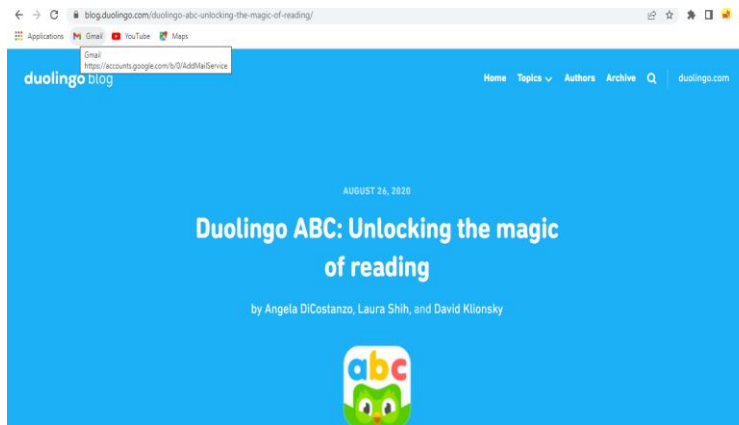 blog.duolingo.com/duolingo-abc-unlocking-the-magic-of-reading/
Applications Gmail YouTube Maps
Gmail
https://accounts.google.com/b/0/AddMailService
duolingo blog Home Topics Authors Archive duolingo.com
AUGUST 26, 2020
Duolingo ABC: Unlocking the magic
of reading
by Angela DiCostanzo, Laura Shih, and David Klionsky
abc